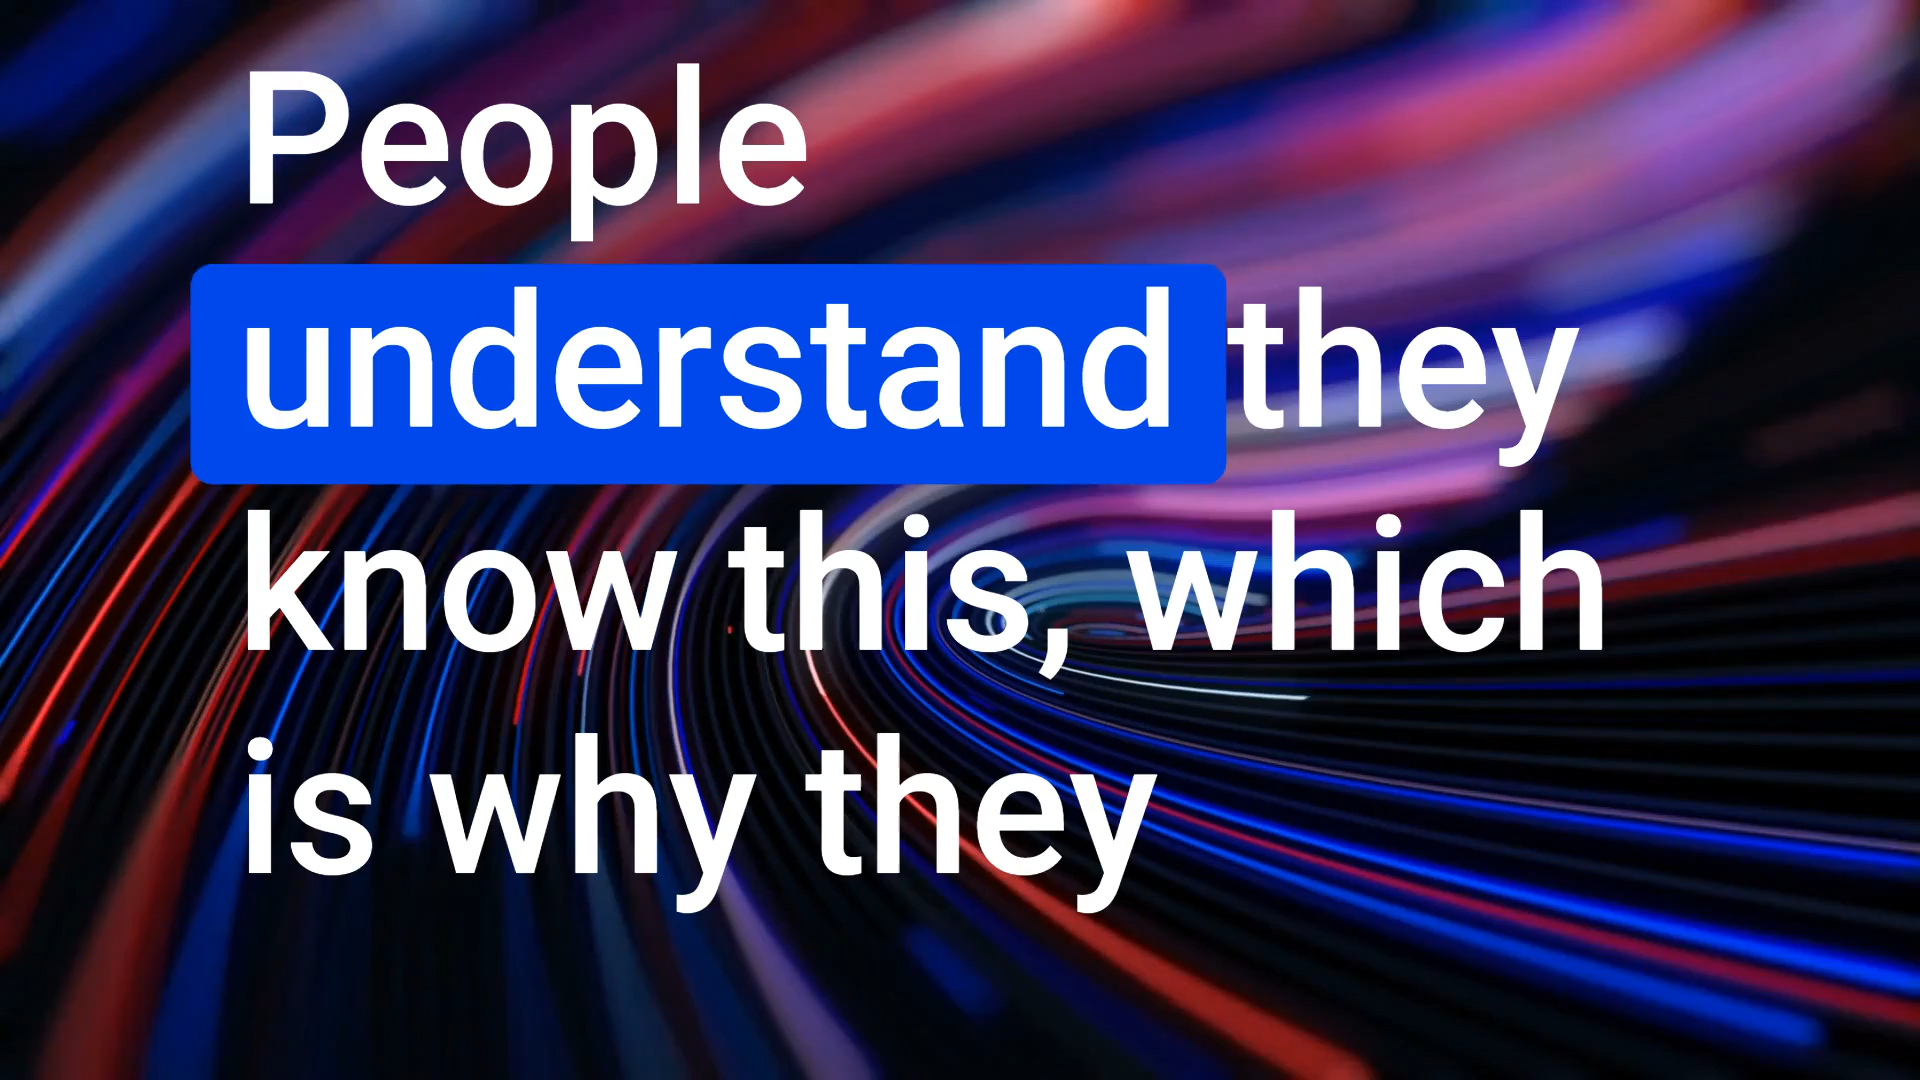 People
understand they
know this, which
is why they